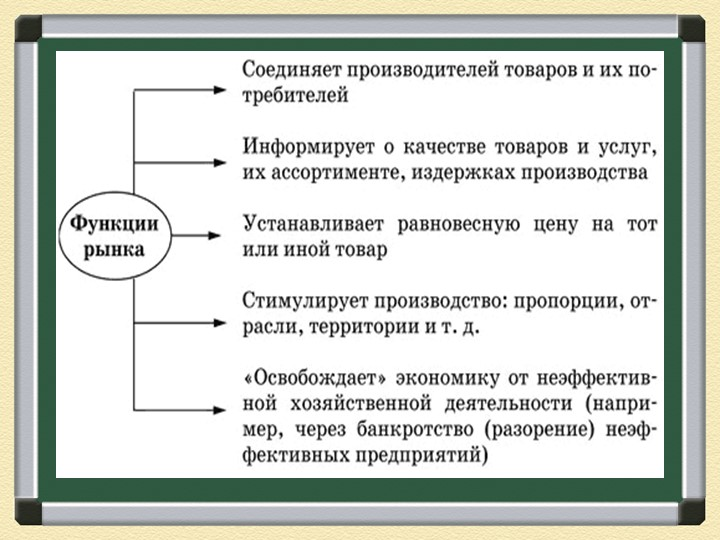 Функции
рынка
Соединяет производителей товаров и их по-
требителей
Информирует о качестве товаров и услуг,
их ассортименте, издержках производства
Устанавливает равновесную цену на тот
или иной товар
Стимулирует производство: пропорции, от-
расли, территории и т. д.
«Освобождает» экономику от неэффектив-
ной хозяйственной деятельности (напри-
мер, через банкротство (разорение) неэф-
фективных предприятий)